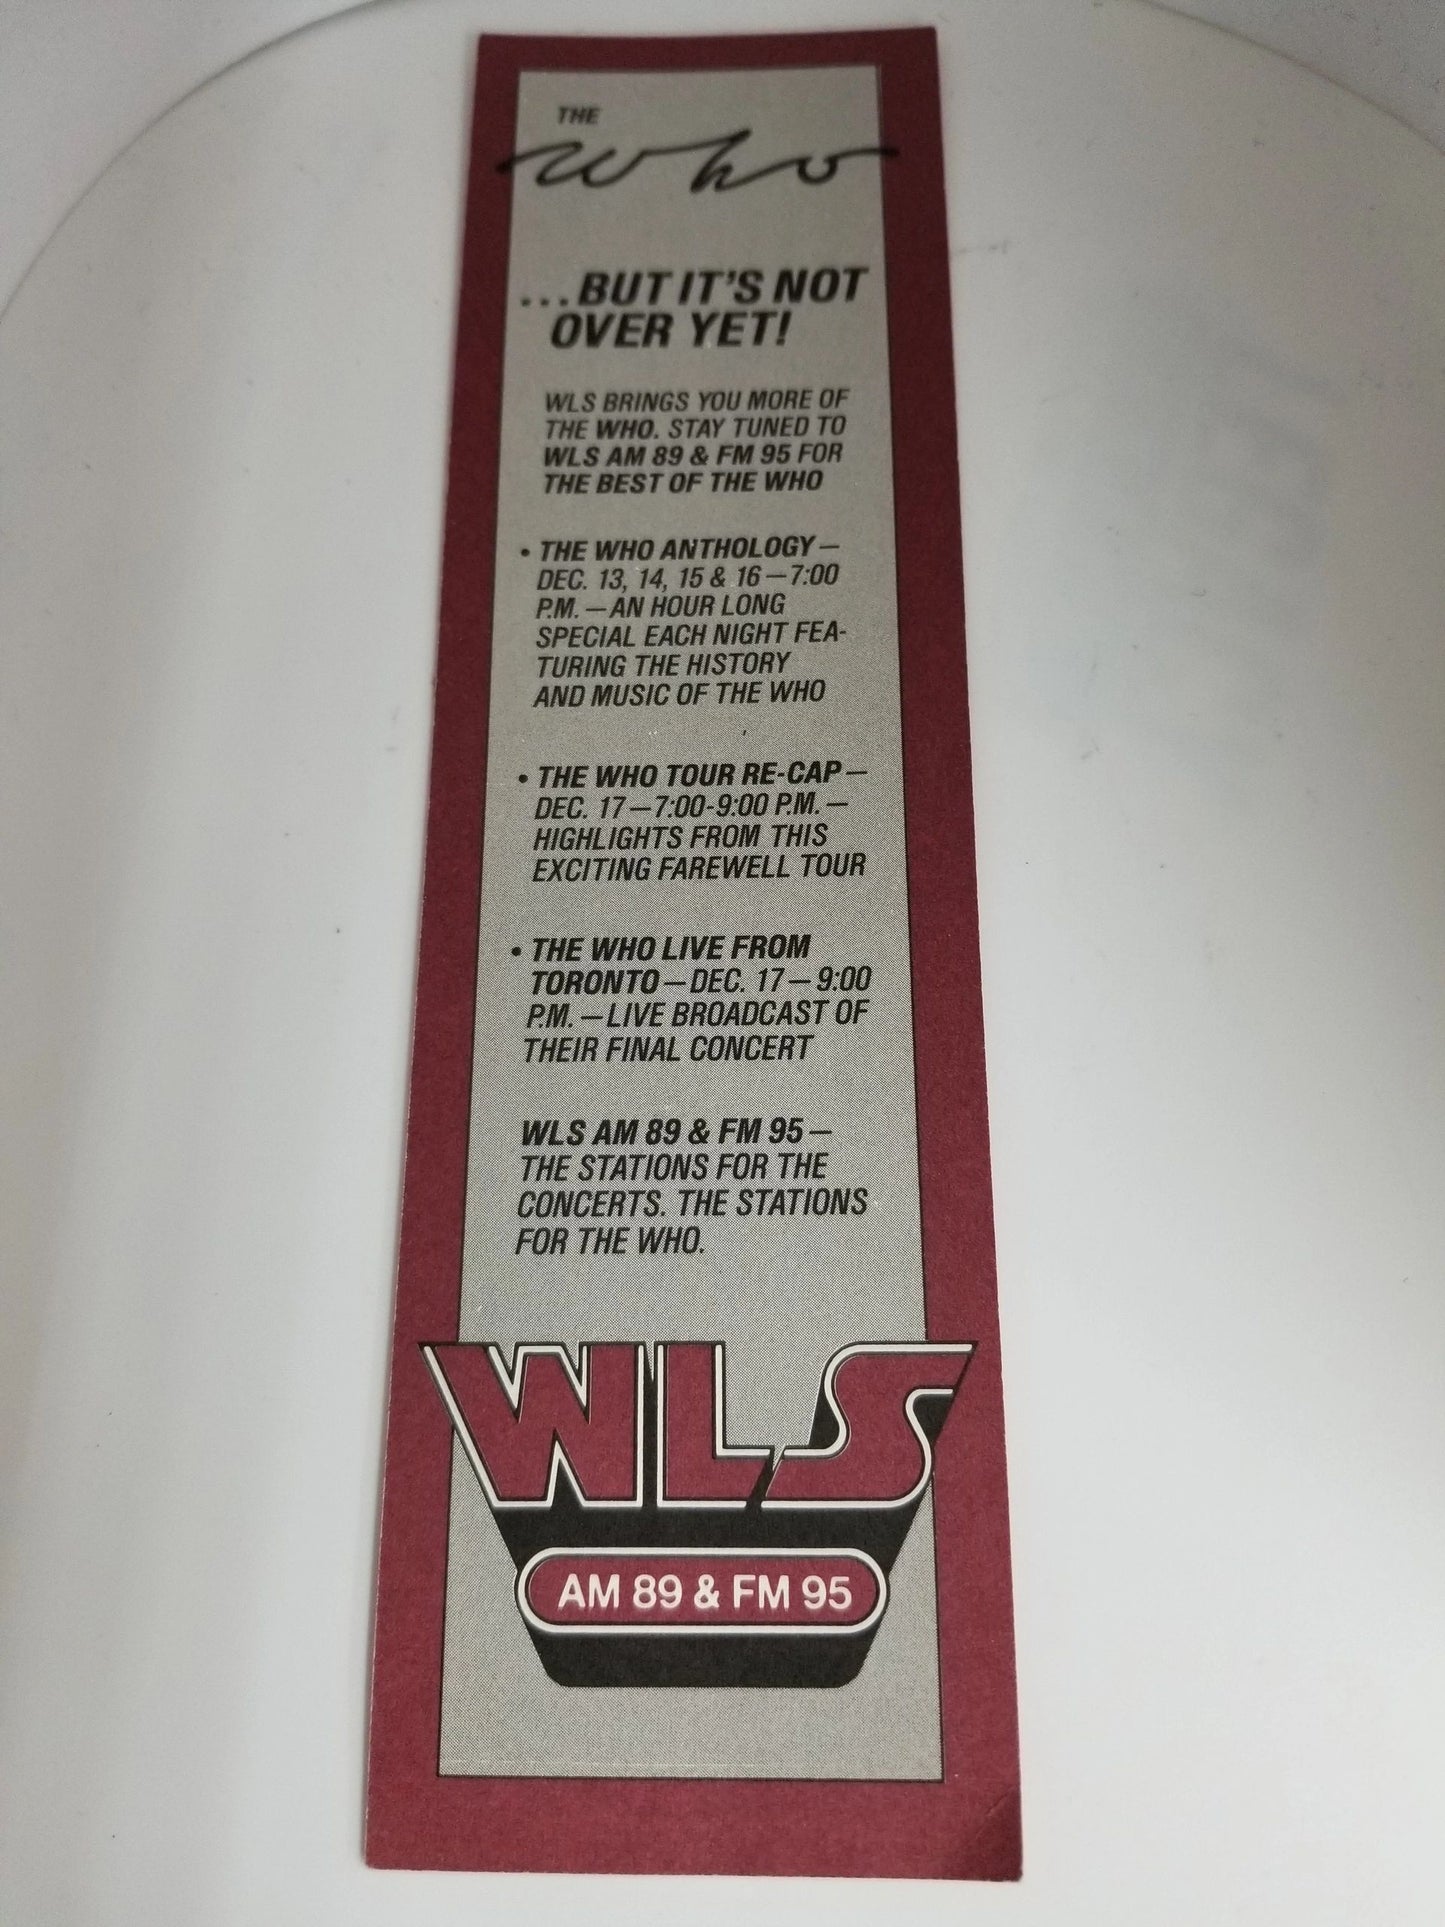 THE
Who
...BUT IT'S NOT
OVER YET!
WLS BRINGS YOU MORE OF
THE WHO. STAY TUNED TO
WLS AM 89 & FM 95 FOR
THE BEST OF THE WHO
• THE WHO ANTHOLOGY—
DEC. 13, 14, 15 & 16—7:00
P.M.—AN HOUR LONG
SPECIAL EACH NIGHT FEA-
TURING THE HISTORY
AND MUSIC OF THE WHO
• THE WHO TOUR RE-CAP—
DEC. 17—7:00-9:00 P.M.—
HIGHLIGHTS FROM THIS
EXCITING FAREWELL TOUR
• THE WHO LIVE FROM
TORONTO—DEC. 17—9:00
P.M.—LIVE BROADCAST OF
THEIR FINAL CONCERT
WLS AM 89 & FM 95—
THE STATIONS FOR THE
CONCERTS. THE STATIONS
FOR THE WHO.
WLS
AM 89 & FM 95